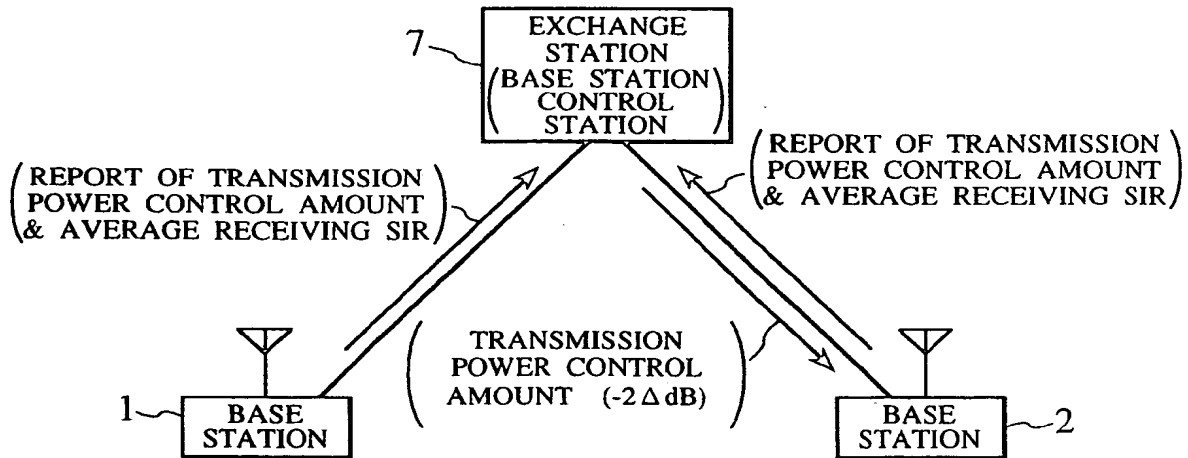 7
EXCHANGE
STATION
(BASE STATION
CONTROL
STATION)
(REPORT OF TRANSMISSION
POWER CONTROL AMOUNT
& AVERAGE RECEIVING SIR)
(REPORT OF TRANSMISSION
POWER CONTROL AMOUNT
& AVERAGE RECEIVING SIR)
(TRANSMISSION
POWER CONTROL
AMOUNT (-2 Δ dB))
1
BASE
STATION
BASE
STATION
2